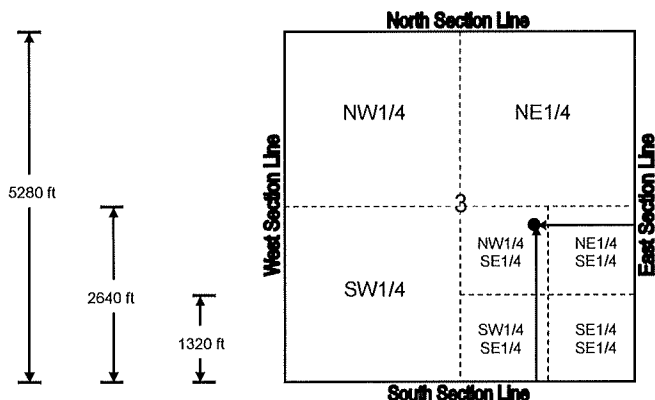 North Section Line
NW1/4
NE1/4
5280 ft
West Section Line
East Section Line
3
NW1/4
SE1/4
NE1/4
SE1/4
2640 ft
SW1/4
1320 ft
SW1/4
SE1/4
SE1/4
SE1/4
South Section Line